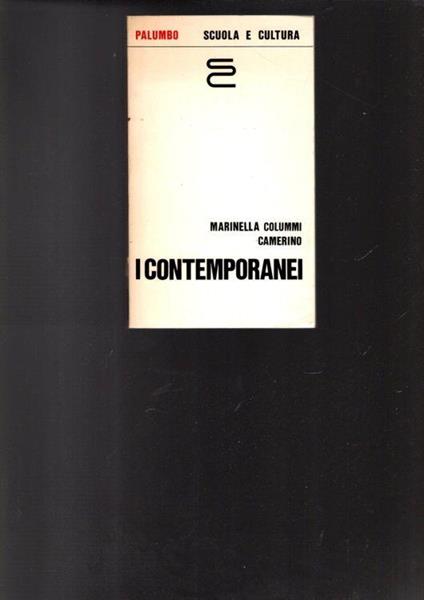 PALUMBO SCUOLA E CULTURA
MARINELLA COLUMMI
CAMERINO
I CONTEMPORANEI